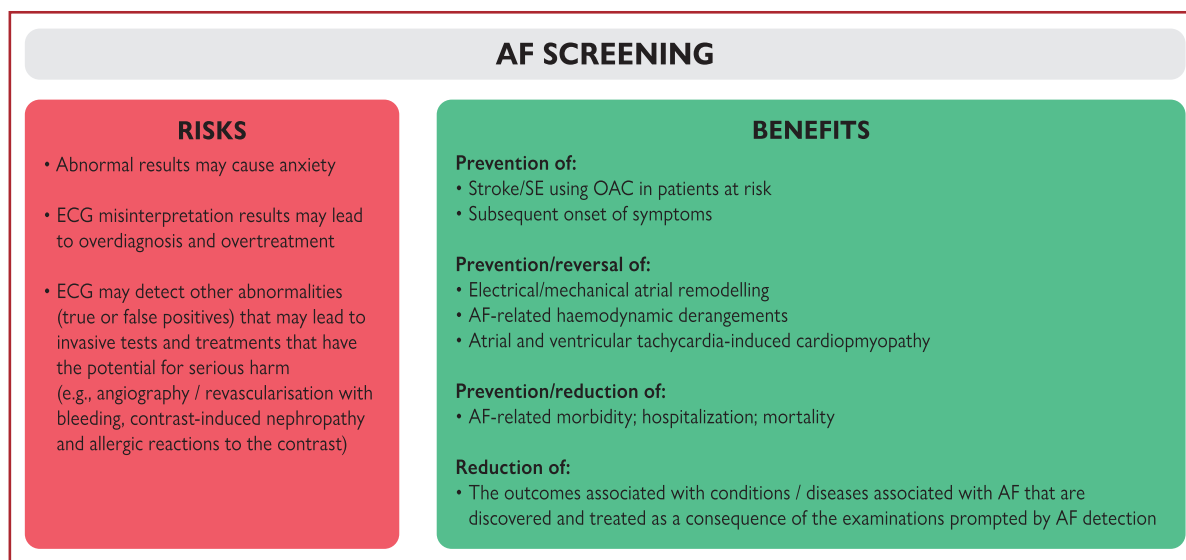 AF SCREENING
RISKS
• Abnormal results may cause anxiety
• ECG misinterpretation results may lead
to overdiagnosis and overtreatment
• ECG may detect other abnormalities
(true or false positives) that may lead to
invasive tests and treatments that have
the potential for serious harm
(e.g., angiography / revascularisation with
bleeding, contrast-induced nephropathy
and allergic reactions to the contrast)
BENEFITS
Prevention of:
• Stroke/SE using OAC in patients at risk
• Subsequent onset of symptoms
Prevention/reversal of:
• Electrical/mechanical atrial remodelling
• AF-related haemodynamic derangements
• Atrial and ventricular tachycardia-induced cardiopmyopathy
Prevention/reduction of:
• AF-related morbidity; hospitalization; mortality
Reduction of:
• The outcomes associated with conditions / diseases associated with AF that are
discovered and treated as a consequence of the examinations prompted by AF detection